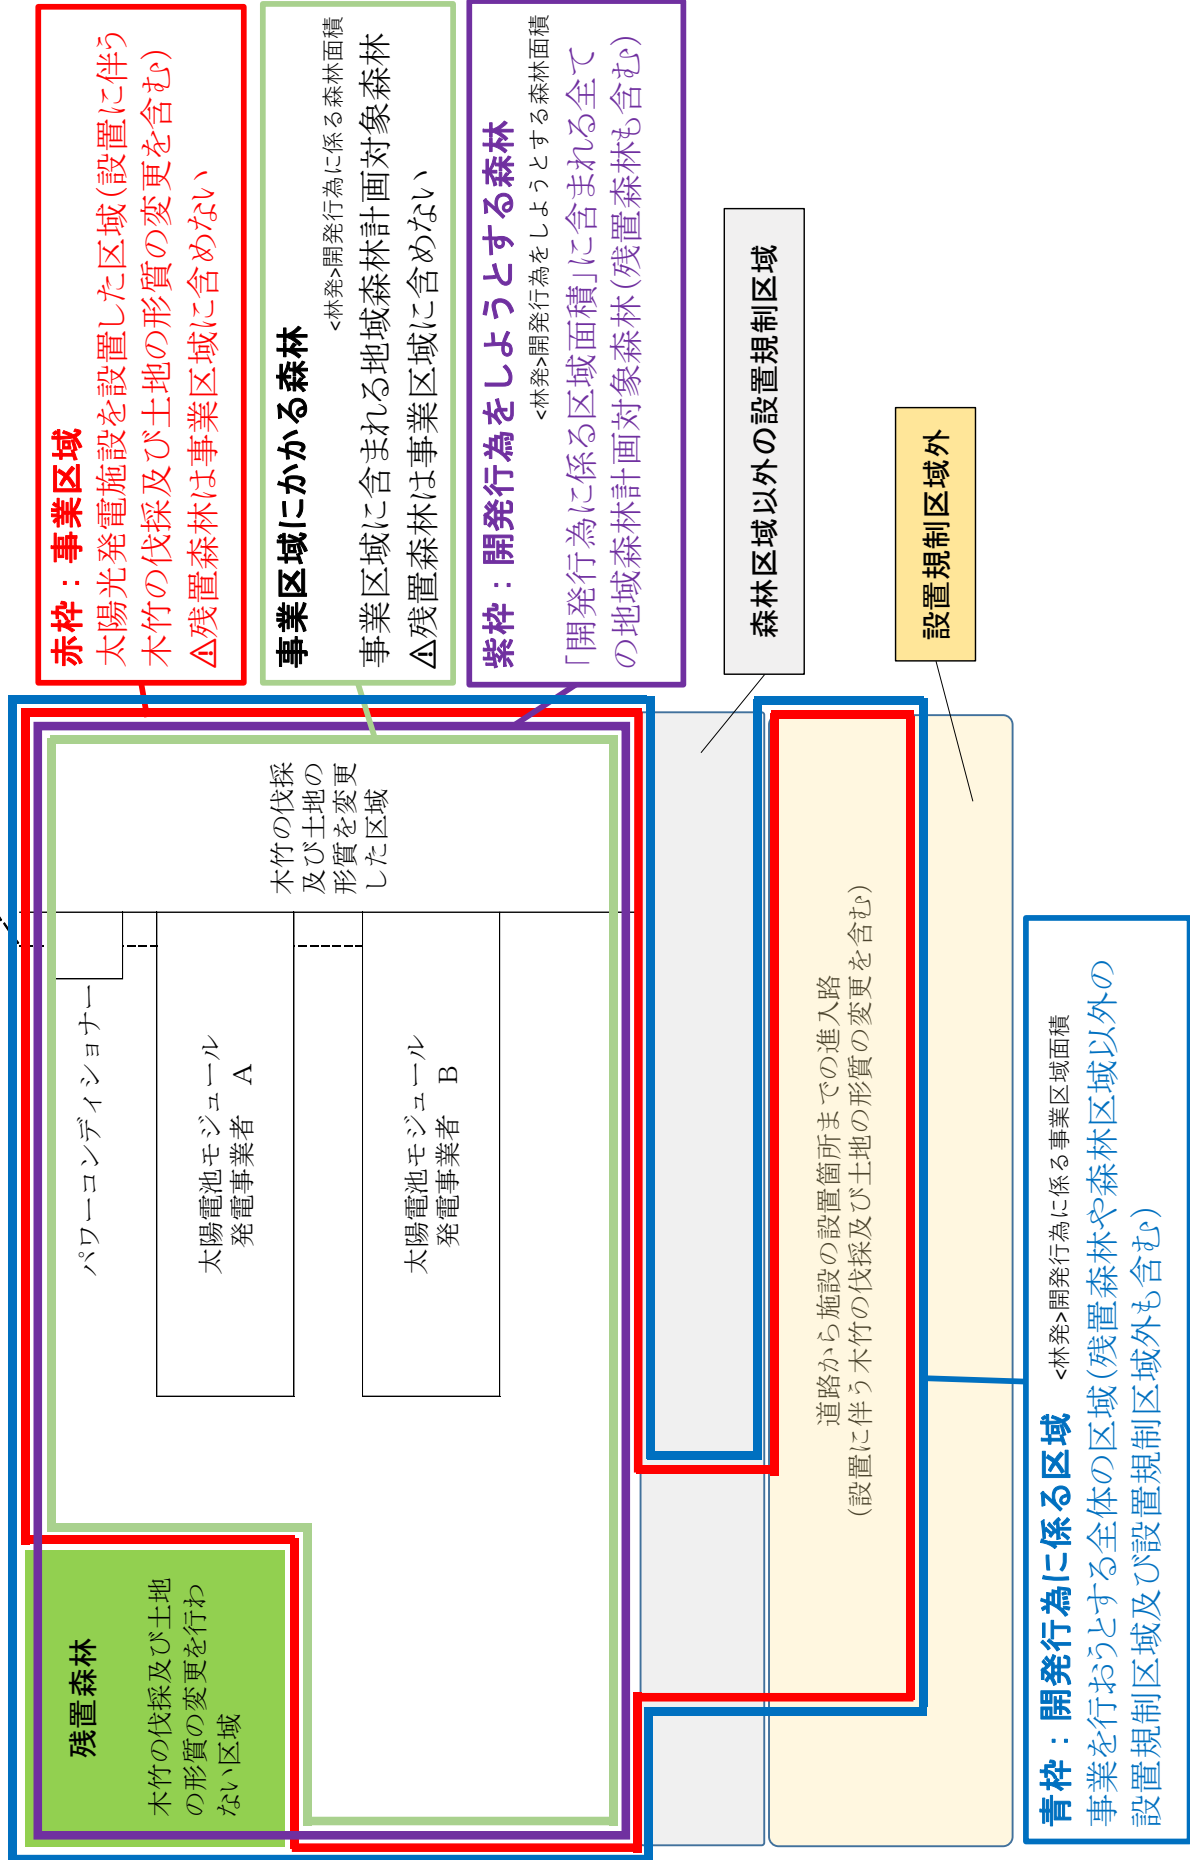 赤枠：事業区域
太陽光発電施設を設置した区域（設置に伴う
木竹の伐採及び土地の形質の変更を含む）
⚠残置森林は事業区域に含めない
事業区域にかかる森林
<林発>開発行為に係る森林面積
事業区域に含まれる地域森林計画対象森林
⚠残置森林は事業区域に含めない
紫枠：開発行為をしようとする森林
<林発>開発行為をしようとする森林面積
「開発行為に係る区域面積」に含まれる全て
の地域森林計画対象森林（残置森林も含む）
森林区域以外の設置規制区域
設置規制区域外
残置森林
木竹の伐採及び土地
の形質の変更を行わ
ない区域
パワーコンディショナー
太陽電池モジュール
発電事業者 A
太陽電池モジュール
発電事業者 B
木竹の伐採
及び土地の
形質を変更
した区域
道路から施設の設置箇所までの進入路
（設置に伴う木竹の伐採及び土地の形質の変更を含む）
青枠：開発行為に係る区域 <林発>開発行為に係る事業区域面積
事業を行おうとする全体の区域（残置森林や森林区域以外の
設置規制区域及び設置規制区域外も含む）